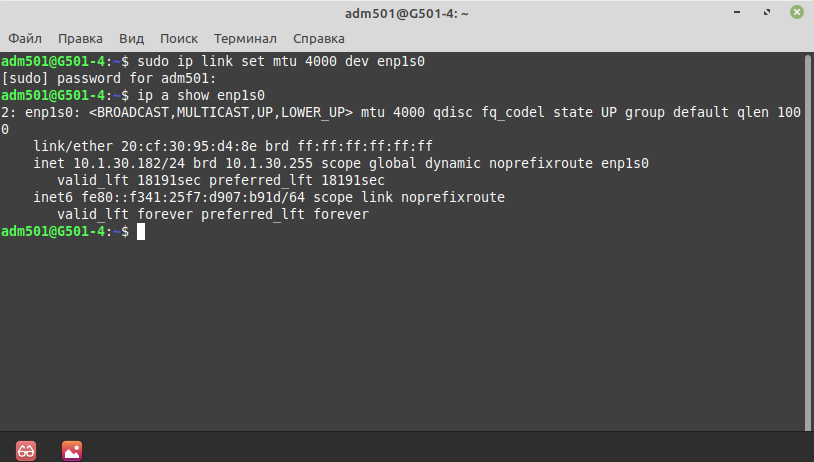 adm501@G501-4: ~
Файл Правка Вид Поиск Терминал Справка
adm501@G501-4:~$ sudo ip link set mtu 4000 dev enp1s0
[sudo] password for adm501:
adm501@G501-4:~$ ip a show enp1s0
2: enp1s0: <BROADCAST,MULTICAST,UP,LOWER_UP> mtu 4000 qdisc fq_codel state UP group default qlen 100
0
    link/ether 20:cf:30:95:d4:8e brd ff:ff:ff:ff:ff:ff
    inet 10.1.30.182/24 brd 10.1.30.255 scope global dynamic noprefixroute enp1s0
       valid_lft 18191sec preferred_lft 18191sec
    inet6 fe80::f341:25f7:d907:b91d/64 scope link noprefixroute
       valid_lft forever preferred_lft forever
adm501@G501-4:~$